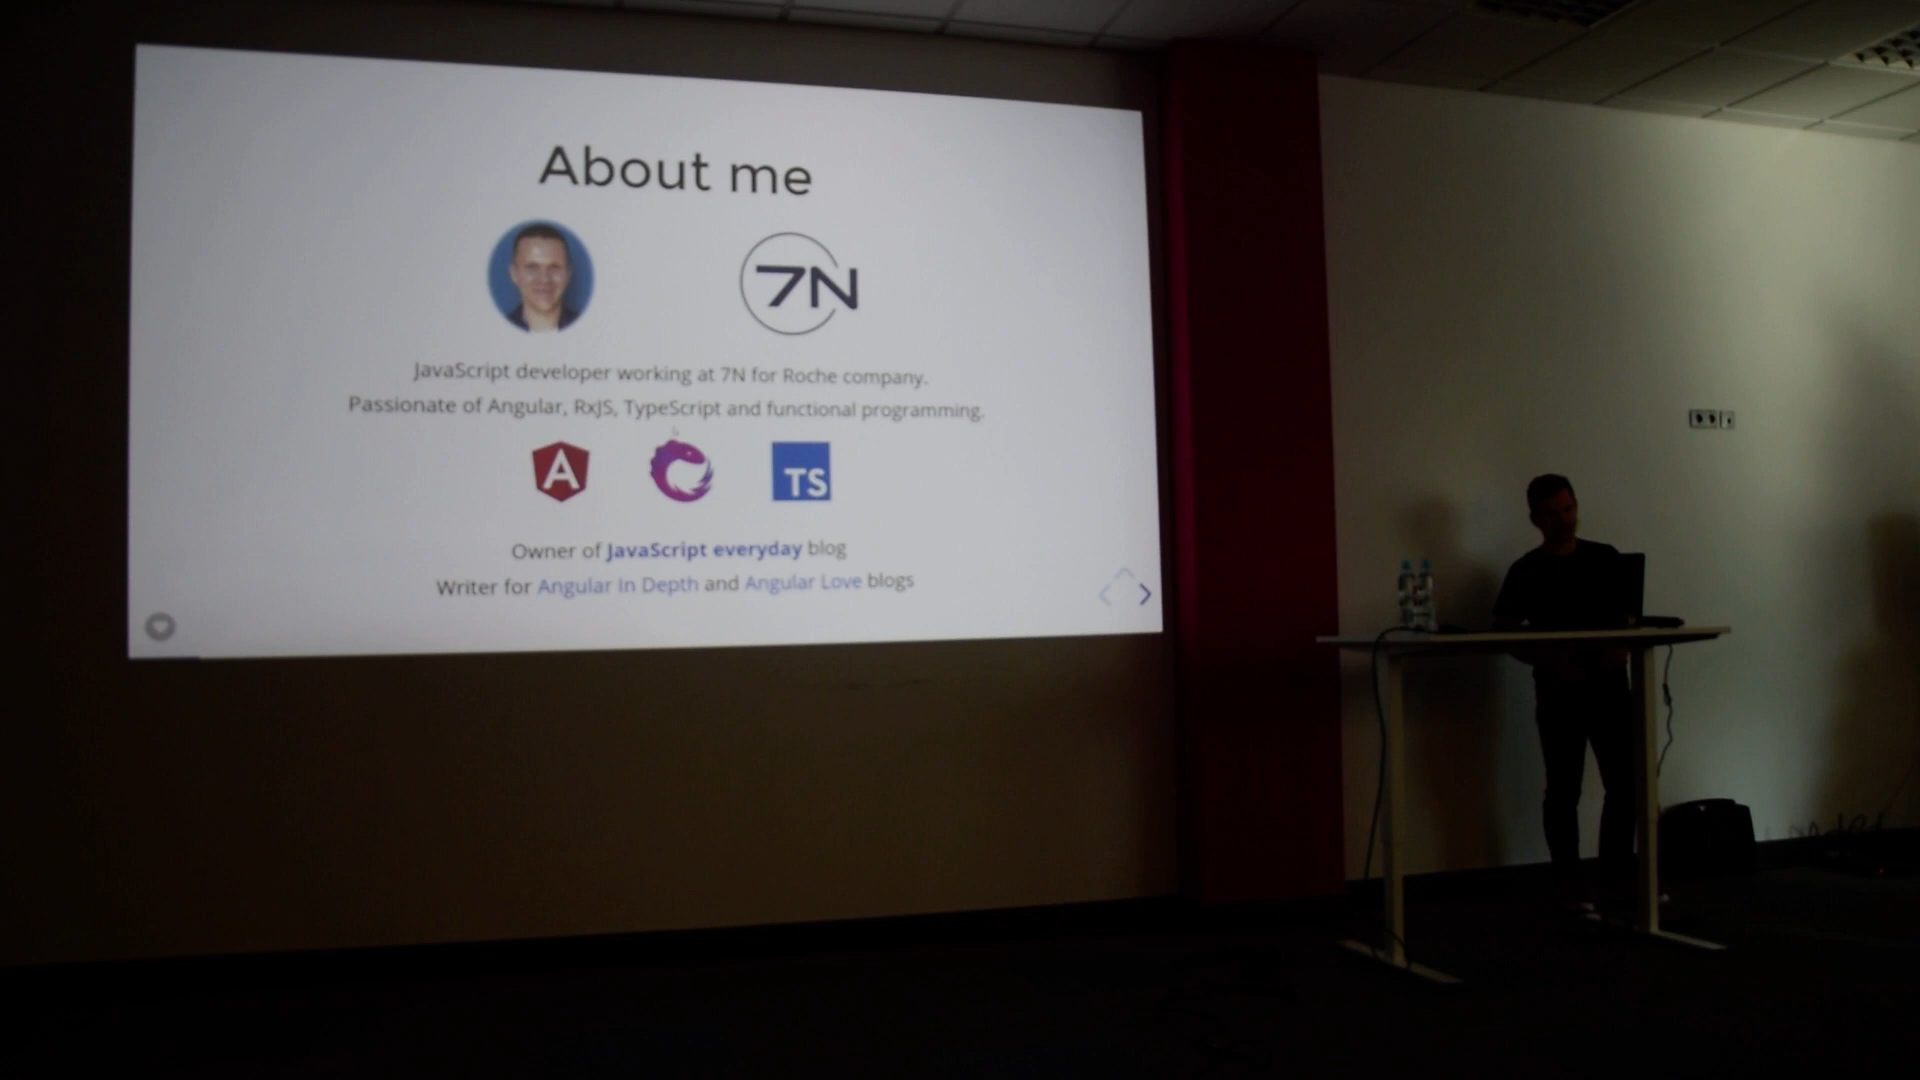 About me
7N
JavaScript developer working at 7N for Roche company.
Passionate of Angular, RxJS, TypeScript and functional programming.
A
TS
Owner of JavaScript everyday blog
Writer for Angular In Depth and Angular Love blogs